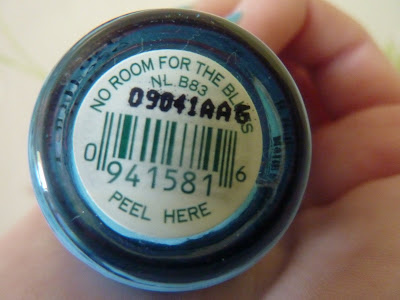 NO ROOM FOR THE BLUES
NL B83
09041AA6
0 941581 6
PEEL HERE